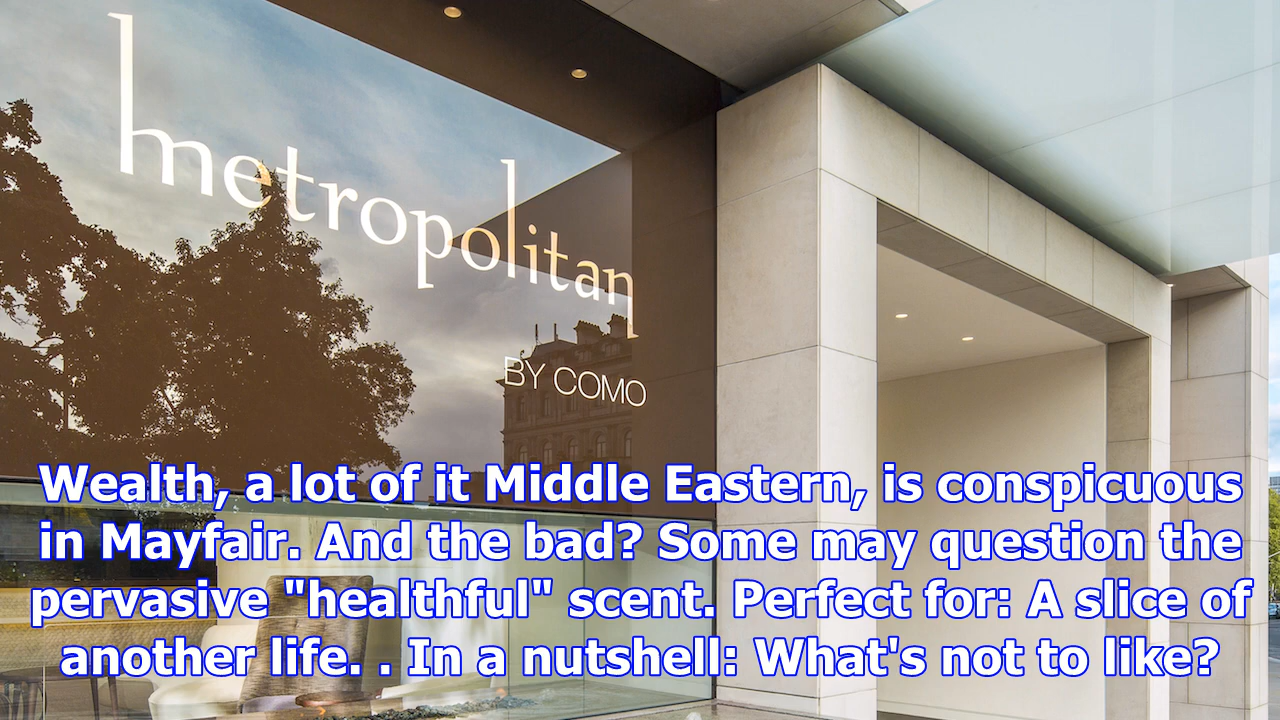 metropolitan
BY COMO
Wealth, a lot of it Middle Eastern, is conspicuous
in Mayfair. And the bad? Some may question the
pervasive "healthful" scent. Perfect for: A slice of
another life. . In a nutshell: What's not to like?